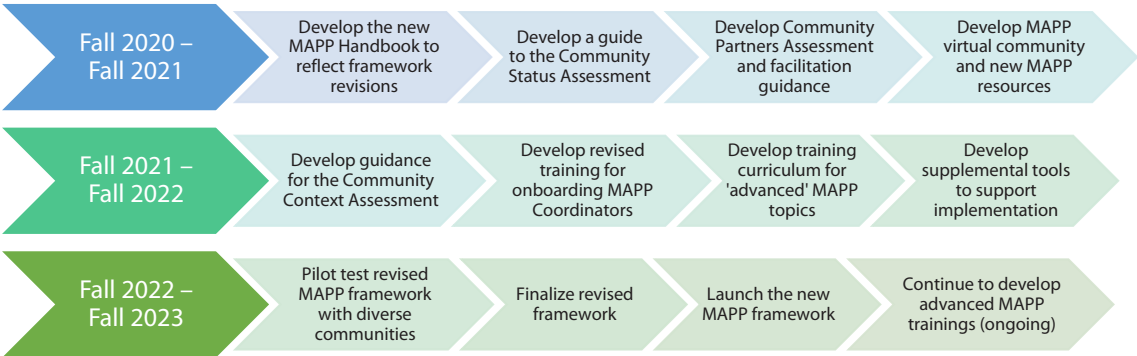 Fall 2020 –
Fall 2021
Develop the new
MAPP Handbook to
reflect framework
revisions
Develop a guide
to the Community
Status Assessment
Develop Community
Partners Assessment
and facilitation
guidance
Develop MAPP
virtual community
and new MAPP
resources
Fall 2021 –
Fall 2022
Develop guidance
for the Community
Context Assessment
Develop revised
training for
onboarding MAPP
Coordinators
Develop training
curriculum for
'advanced' MAPP
topics
Develop
supplemental tools
to support
implementation
Fall 2022 –
Fall 2023
Pilot test revised
MAPP framework
with diverse
communities
Finalize revised
framework
Launch the new
MAPP framework
Continue to develop
advanced MAPP
trainings (ongoing)